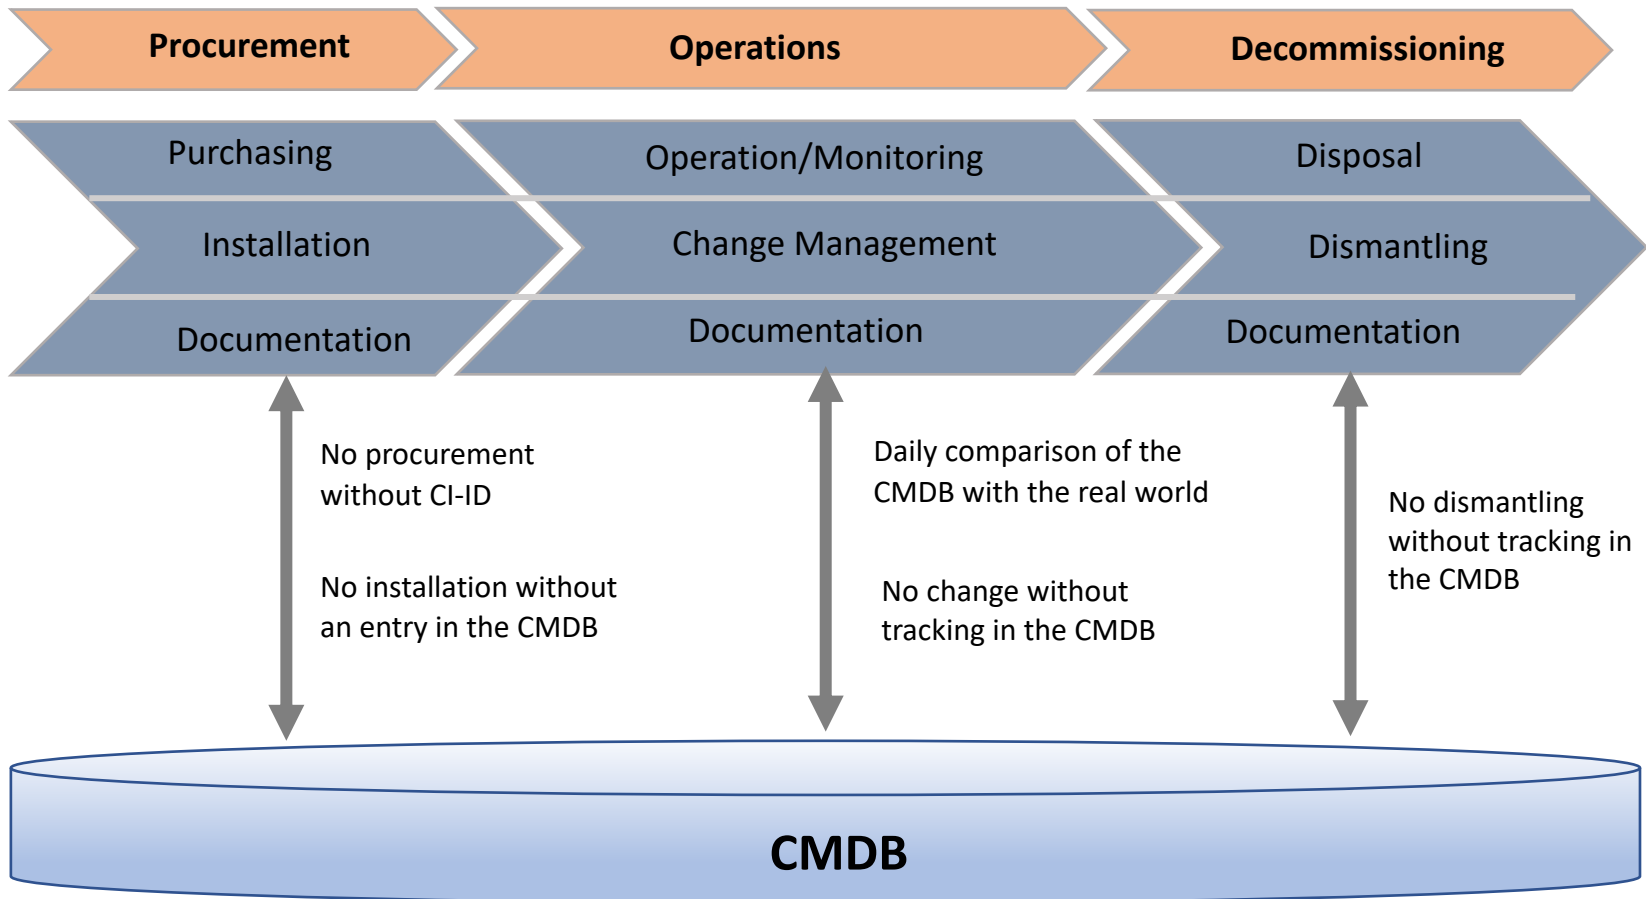 Procurement
Operations
Decommissioning
Purchasing
Operation/Monitoring
Disposal
Installation
Change Management
Dismantling
Documentation
Documentation
Documentation
No procurement
without CI-ID
No installation without
an entry in the CMDB
Daily comparison of the
CMDB with the real world
No change without
tracking in the CMDB
No dismantling
without tracking in
the CMDB
CMDB